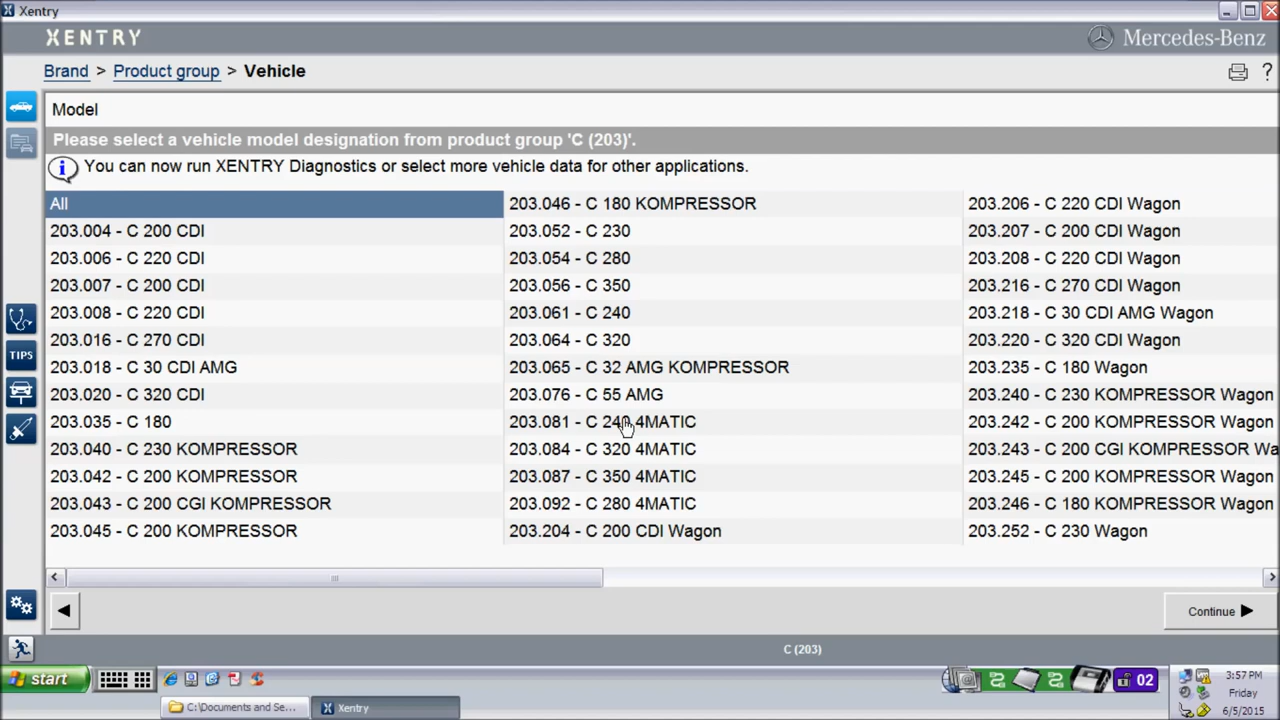 Xentry
XENTRY
Mercedes-Benz
Brand > Product group > Vehicle
?
Model
Please select a vehicle model designation from product group 'C (203)'.
You can now run XENTRY Diagnostics or select more vehicle data for other applications.
All
203.004 - C 200 CDI
203.006 - C 220 CDI
203.007 - C 200 CDI
203.008 - C 220 CDI
203.016 - C 270 CDI
203.018 - C 30 CDI AMG
203.020 - C 320 CDI
203.035 - C 180
203.040 - C 230 KOMPRESSOR
203.042 - C 200 KOMPRESSOR
203.043 - C 200 CGI KOMPRESSOR
203.045 - C 200 KOMPRESSOR
203.046 - C 180 KOMPRESSOR
203.052 - C 230
203.054 - C 280
203.056 - C 350
203.061 - C 240
203.064 - C 320
203.065 - C 32 AMG KOMPRESSOR
203.076 - C 55 AMG
203.081 - C 240 4MATIC
203.084 - C 320 4MATIC
203.087 - C 350 4MATIC
203.092 - C 280 4MATIC
203.204 - C 200 CDI Wagon
203.206 - C 220 CDI Wagon
203.207 - C 200 CDI Wagon
203.208 - C 220 CDI Wagon
203.216 - C 270 CDI Wagon
203.218 - C 30 CDI AMG Wagon
203.220 - C 320 CDI Wagon
203.235 - C 180 Wagon
203.240 - C 230 KOMPRESSOR Wagon
203.242 - C 200 KOMPRESSOR Wagon
203.243 - C 200 CGI KOMPRESSOR Wa
203.245 - C 200 KOMPRESSOR Wagon
203.246 - C 180 KOMPRESSOR Wagon
203.252 - C 230 Wagon
TIPS
Continue
C (203)
start
02
3:57 PM
Friday
6/5/2015
C:\Documents and Se...
Xentry